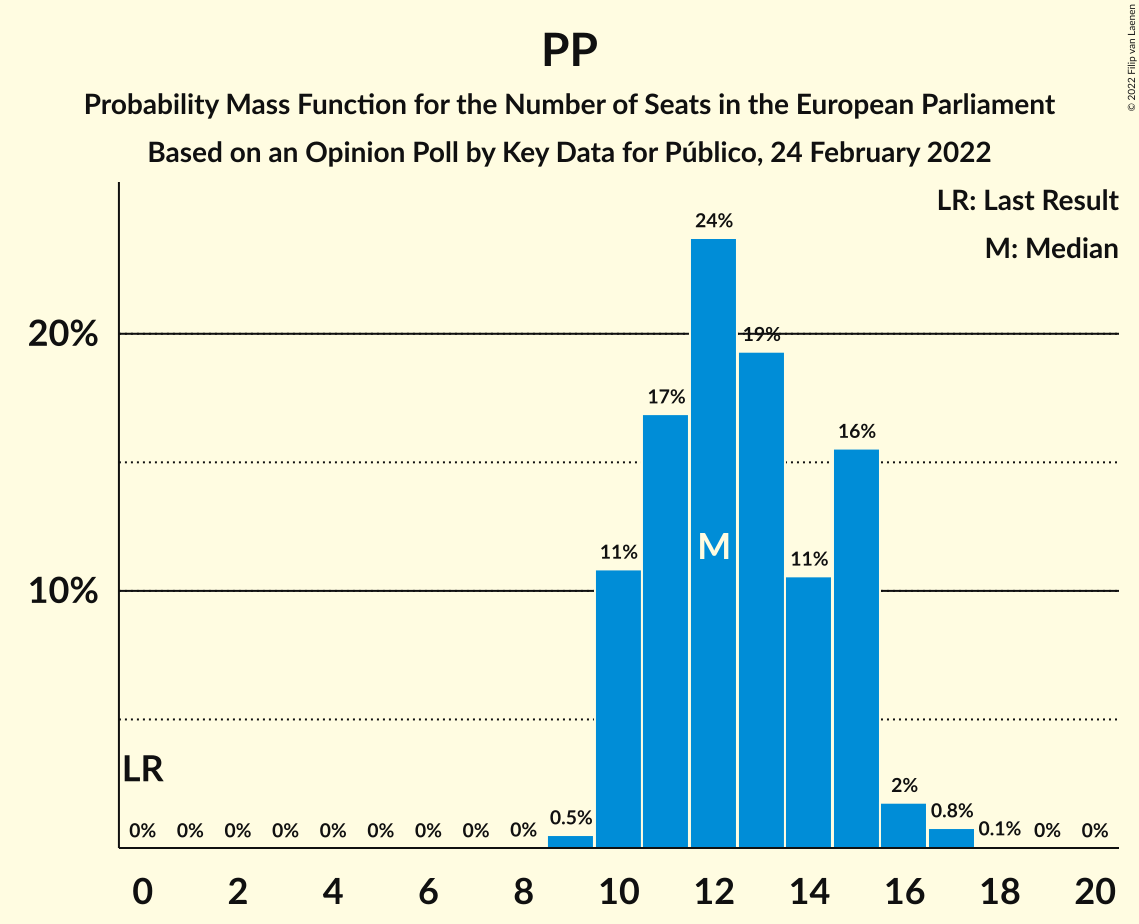 © 2022 Filip van Laenen
PP
Probability Mass Function for the Number of Seats in the European Parliament
Based on an Opinion Poll by Key Data for Público, 24 February 2022
LR: Last Result
M: Median
24%
20%
19%
17%
16%
M
11%
11%
10%
LR
2%
0.8%
0.5%
0% 0% 0% 0% 0% 0% 0% 0% 0% 0.1% 0% 0%
0 2 4 6 8 10 12 14 16 18 20